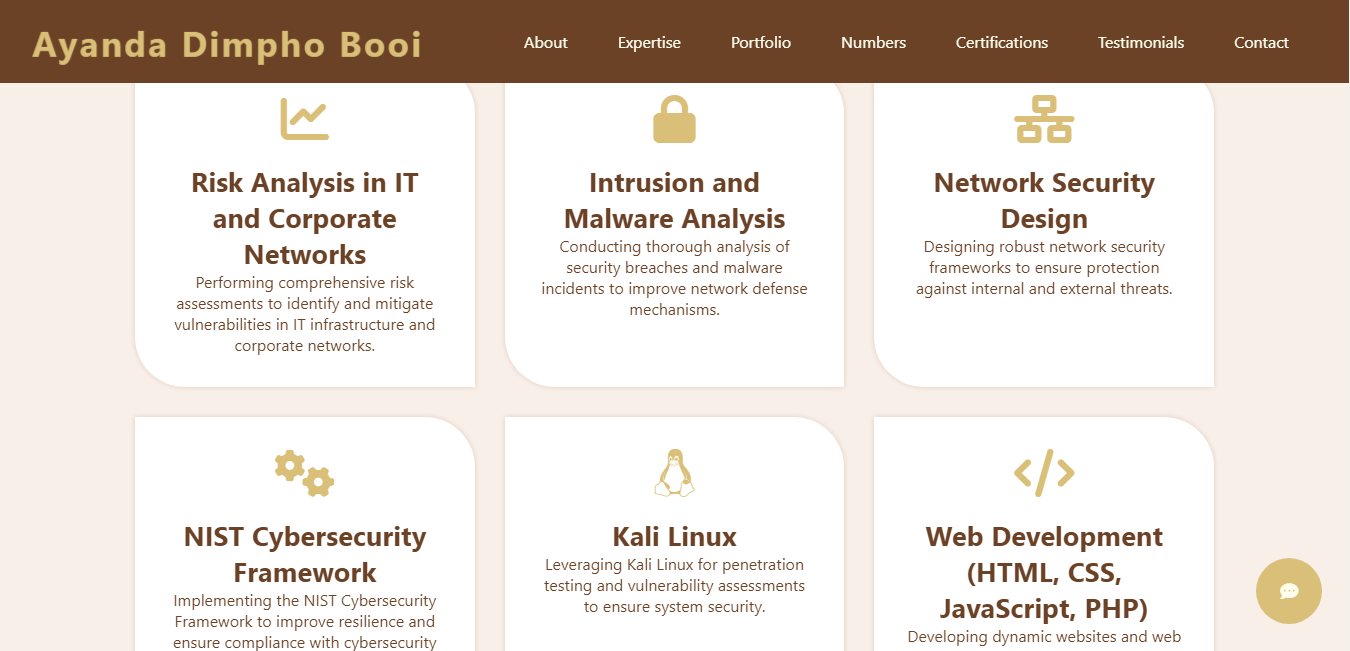 Ayanda Dimpho Booi
About
Expertise
Portfolio
Numbers
Certifications
Testimonials
Contact
Risk Analysis in IT
and Corporate
Networks
Performing comprehensive risk
assessments to identify and mitigate
vulnerabilities in IT infrastructure and
corporate networks.
Intrusion and
Malware Analysis
Conducting thorough analysis of
security breaches and malware
incidents to improve network defense
mechanisms.
Network Security
Design
Designing robust network security
frameworks to ensure protection
against internal and external threats.
NIST Cybersecurity
Framework
Implementing the NIST Cybersecurity
Framework to improve resilience and
ensure compliance with cybersecurity
Kali Linux
Leveraging Kali Linux for penetration
testing and vulnerability assessments
to ensure system security.
Web Development
(HTML, CSS,
JavaScript, PHP)
Developing dynamic websites and web